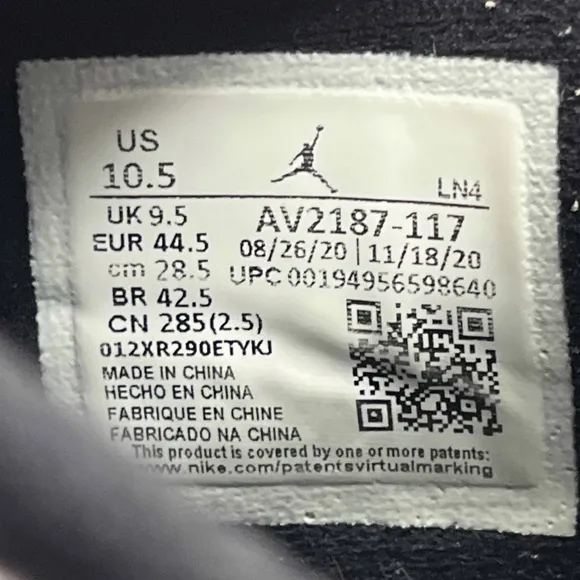 US
10.5
LN4
UK 9.5
AV2187-117
EUR 44.5
08/26/20 | 11/18/20
cm 28.5
UPC 00194956598640
BR 42.5
CN 285(2.5)
012XR290ETYKJ
MADE IN CHINA
HECHO EN CHINA
FABRIQUE EN CHINE
FABRICADO NA CHINA
This product is covered by one or more patents:
www.nike.com/patentsvirtualmarking